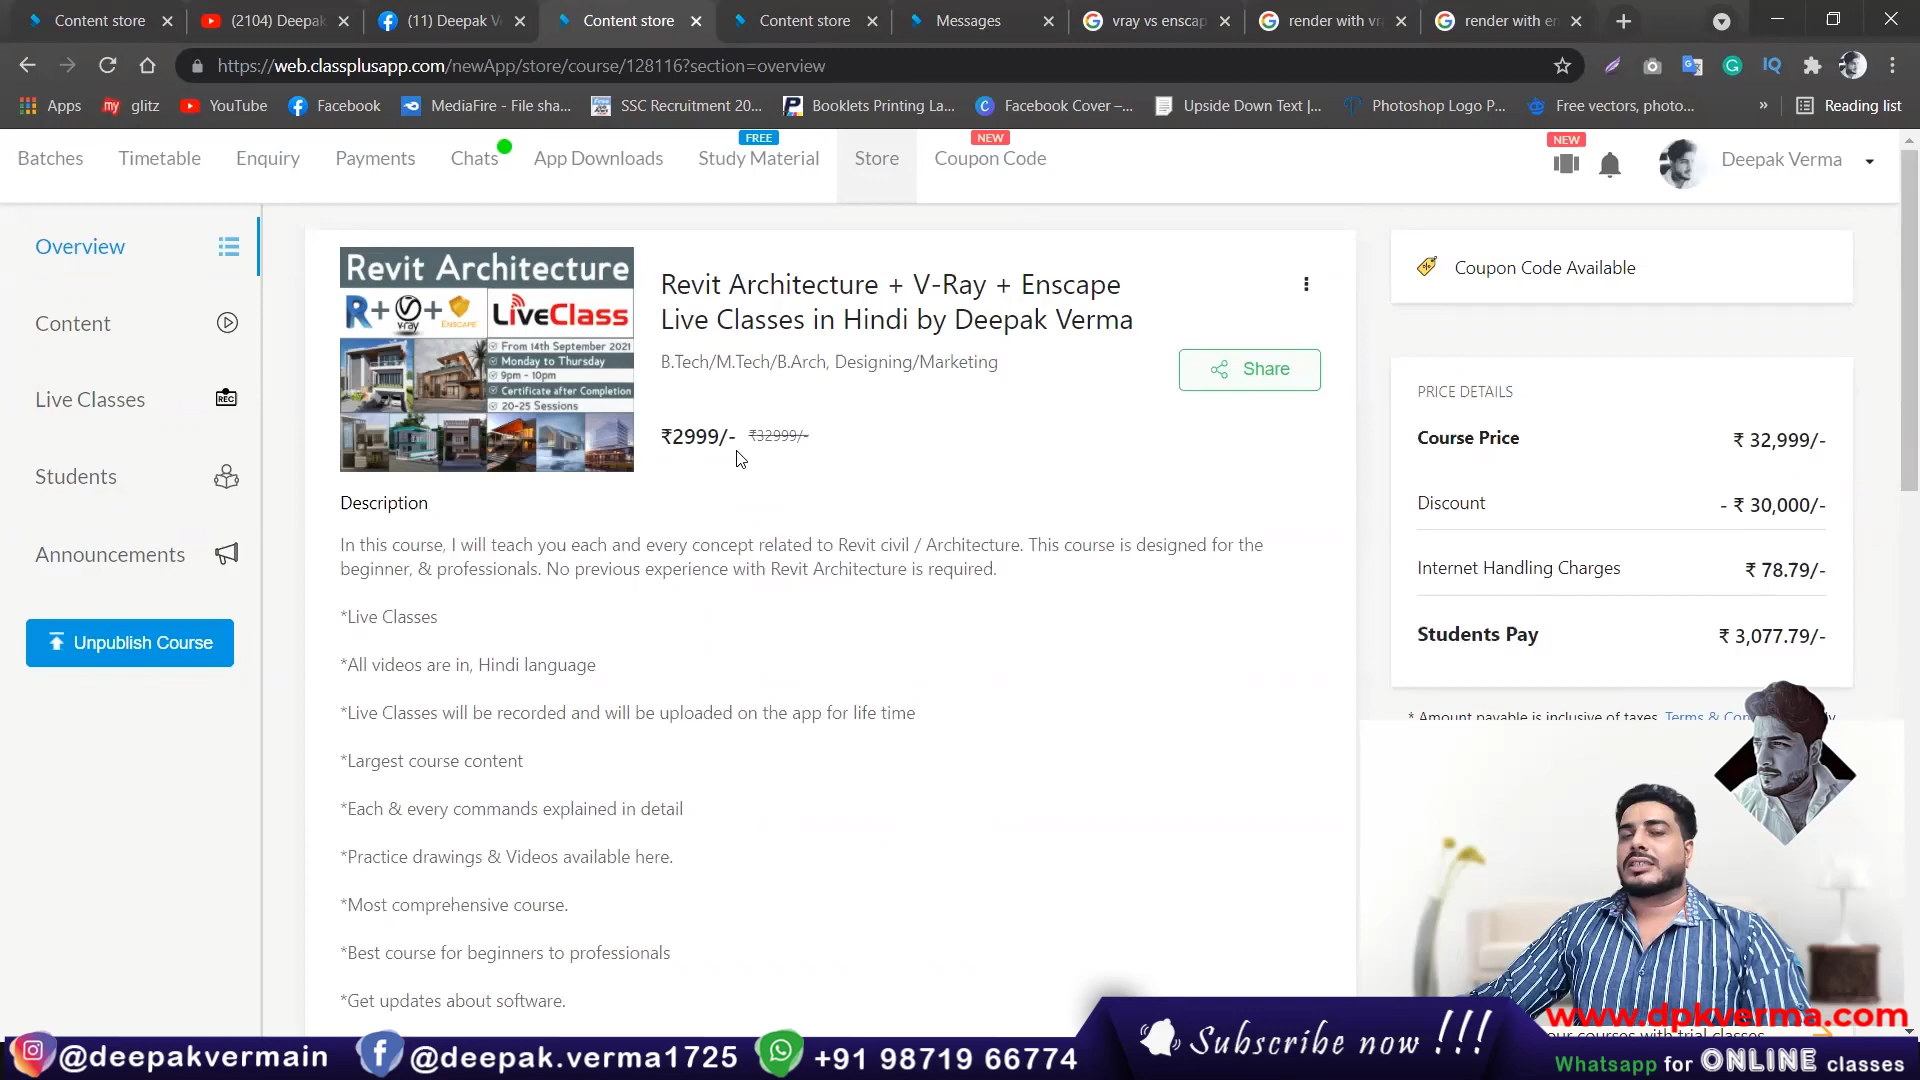 Content store
(2104) Deepak
(11) Deepak V
Content store
Content store
Messages
vray vs enscap
render with vr
render with en
https://web.classplusapp.com/newApp/store/course/128116?section=overview
Apps
my glitz
YouTube
Facebook
MediaFire - File sha...
SSC Recruitment 20...
Booklets Printing La...
Facebook Cover –...
Upside Down Text |...
Photoshop Logo P...
Free vectors, photo...
»
Reading list
Batches
Timetable
Enquiry
Payments
Chats
App Downloads
FREE
Study Material
Store
NEW
Coupon Code
NEW
Deepak Verma
Overview
Content
Live Classes
REC
Students
Announcements
Unpublish Course
Revit Architecture
R+ V-ray + ENSCAPE
LiveClass
From 14th September 2021
Monday to Thursday
9pm - 10pm
Certificate after Completion
20-25 Sessions
Revit Architecture + V-Ray + Enscape
Live Classes in Hindi by Deepak Verma
B.Tech/M.Tech/B.Arch, Designing/Marketing
Share
₹2999/- ₹32999/-
Description
In this course, I will teach you each and every concept related to Revit civil / Architecture. This course is designed for the
beginner, & professionals. No previous experience with Revit Architecture is required.
*Live Classes
*All videos are in, Hindi language
*Live Classes will be recorded and will be uploaded on the app for life time
*Largest course content
*Each & every commands explained in detail
*Practice drawings & Videos available here.
*Most comprehensive course.
*Best course for beginners to professionals
*Get updates about software.
Coupon Code Available
PRICE DETAILS
Course Price ₹ 32,999/-
Discount - ₹ 30,000/-
Internet Handling Charges ₹ 78.79/-
Students Pay ₹ 3,077.79/-
* Amount payable is inclusive of taxes. Terms & Con
www.dpkverma.com
our courses with trial classes
@deepakvermain
@deepak.verma1725
+91 98719 66774
Subscribe now !!!
Whatsapp for ONLINE classes